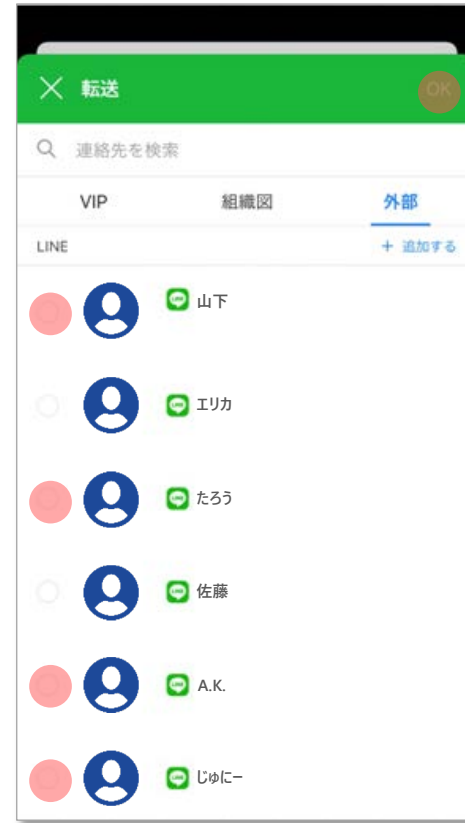 転送 OK
連絡先を検索
VIP 組織図 外部
LINE + 追加する
山下
エリカ
たろう
佐藤
A.K.
じゅにー